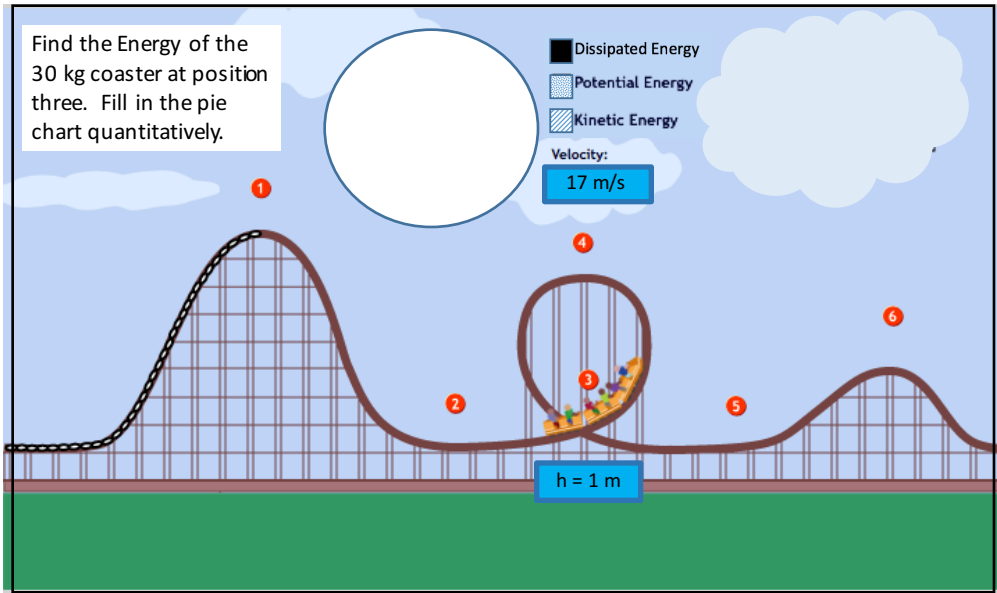 Find the Energy of the
30 kg coaster at position
three. Fill in the pie
chart quantitatively.
Dissipated Energy
Potential Energy
Kinetic Energy
Velocity:
17 m/s
1
4
6
3
2
5
h = 1 m